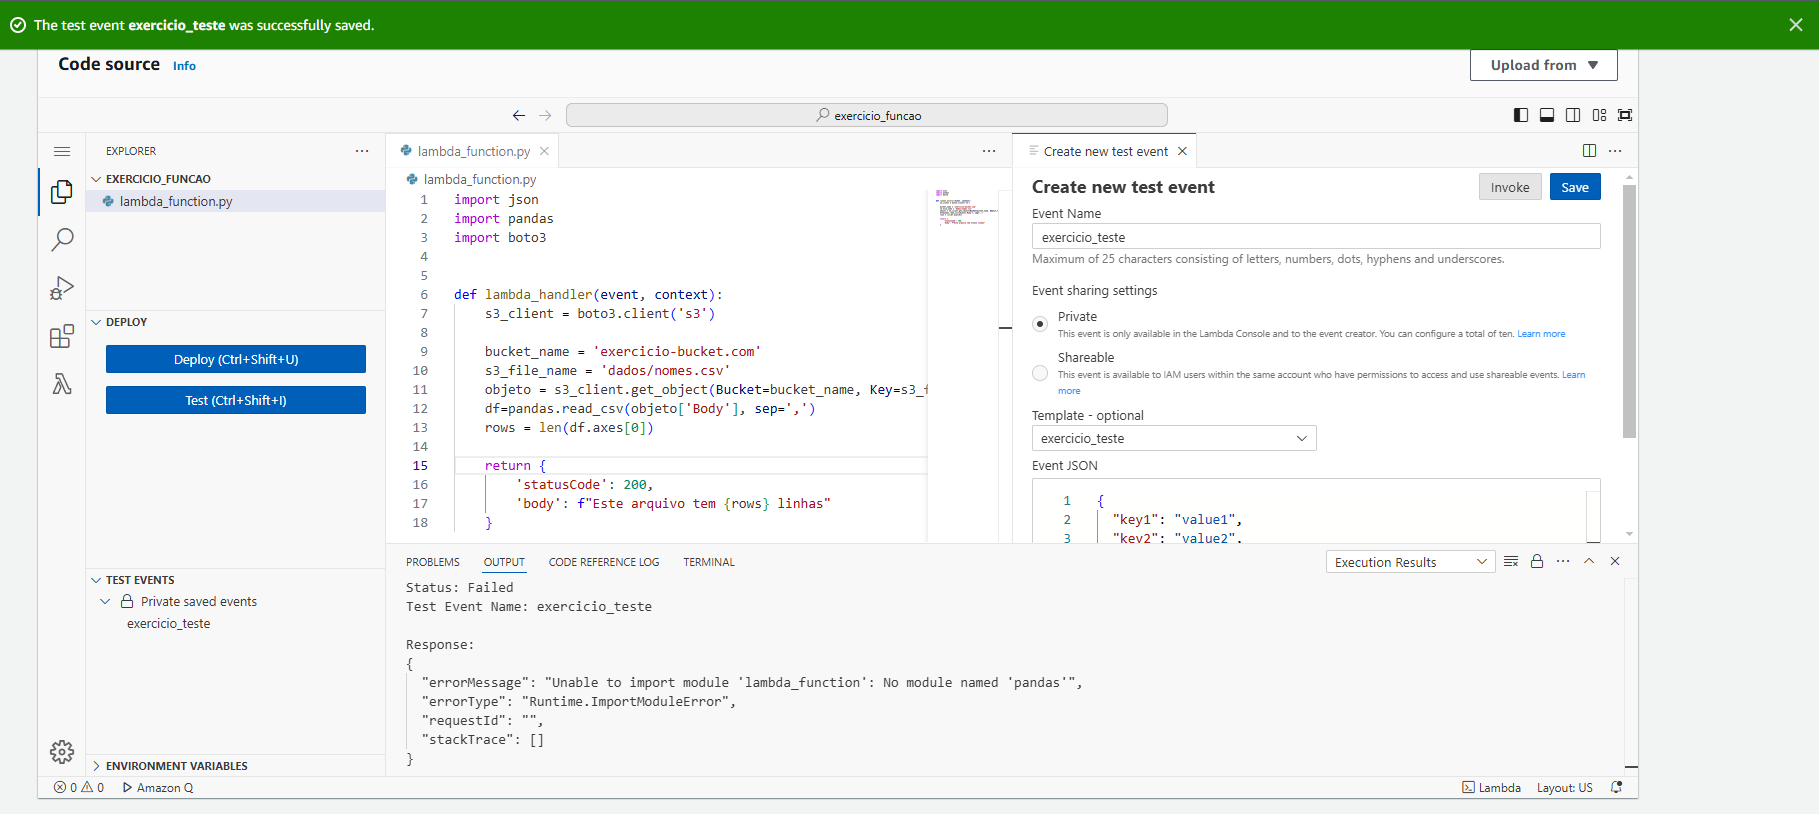 The test event exercicio_teste was successfully saved.
Code source Info
Upload from
exercicio_funcao
EXPLORER
EXERCICIO_FUNCAO
lambda_function.py
DEPLOY
Deploy (Ctrl+Shift+U)
Test (Ctrl+Shift+I)
TEST EVENTS
Private saved events
exercicio_teste
ENVIRONMENT VARIABLES
lambda_function.py
lambda_function.py
1 import json
2 import pandas
3 import boto3
4
5
6 def lambda_handler(event, context):
7 s3_client = boto3.client('s3')
8
9 bucket_name = 'exercicio-bucket.com'
10 s3_file_name = 'dados/nomes.csv'
11 objeto = s3_client.get_object(Bucket=bucket_name, Key=s3_f
12 df=pandas.read_csv(objeto['Body'], sep=',')
13 rows = len(df.axes[0])
14
15 return {
16 'statusCode': 200,
17 'body': f"Este arquivo tem {rows} linhas"
18 }
Create new test event
Create new test event
Invoke
Save
Event Name
exercicio_teste
Maximum of 25 characters consisting of letters, numbers, dots, hyphens and underscores.
Event sharing settings
Private
This event is only available in the Lambda Console and to the event creator. You can configure a total of ten. Learn more
Shareable
This event is available to IAM users within the same account who have permissions to access and use shareable events. Learn
more
Template - optional
exercicio_teste
Event JSON
1 {
2 "key1": "value1",
3 "key2": "value2",
PROBLEMS OUTPUT CODE REFERENCE LOG TERMINAL
Execution Results
Status: Failed
Test Event Name: exercicio_teste
Response:
{
"errorMessage": "Unable to import module 'lambda_function': No module named 'pandas'",
"errorType": "Runtime.ImportModuleError",
"requestId": "",
"stackTrace": []
}
0 0 Amazon Q
Lambda Layout: US